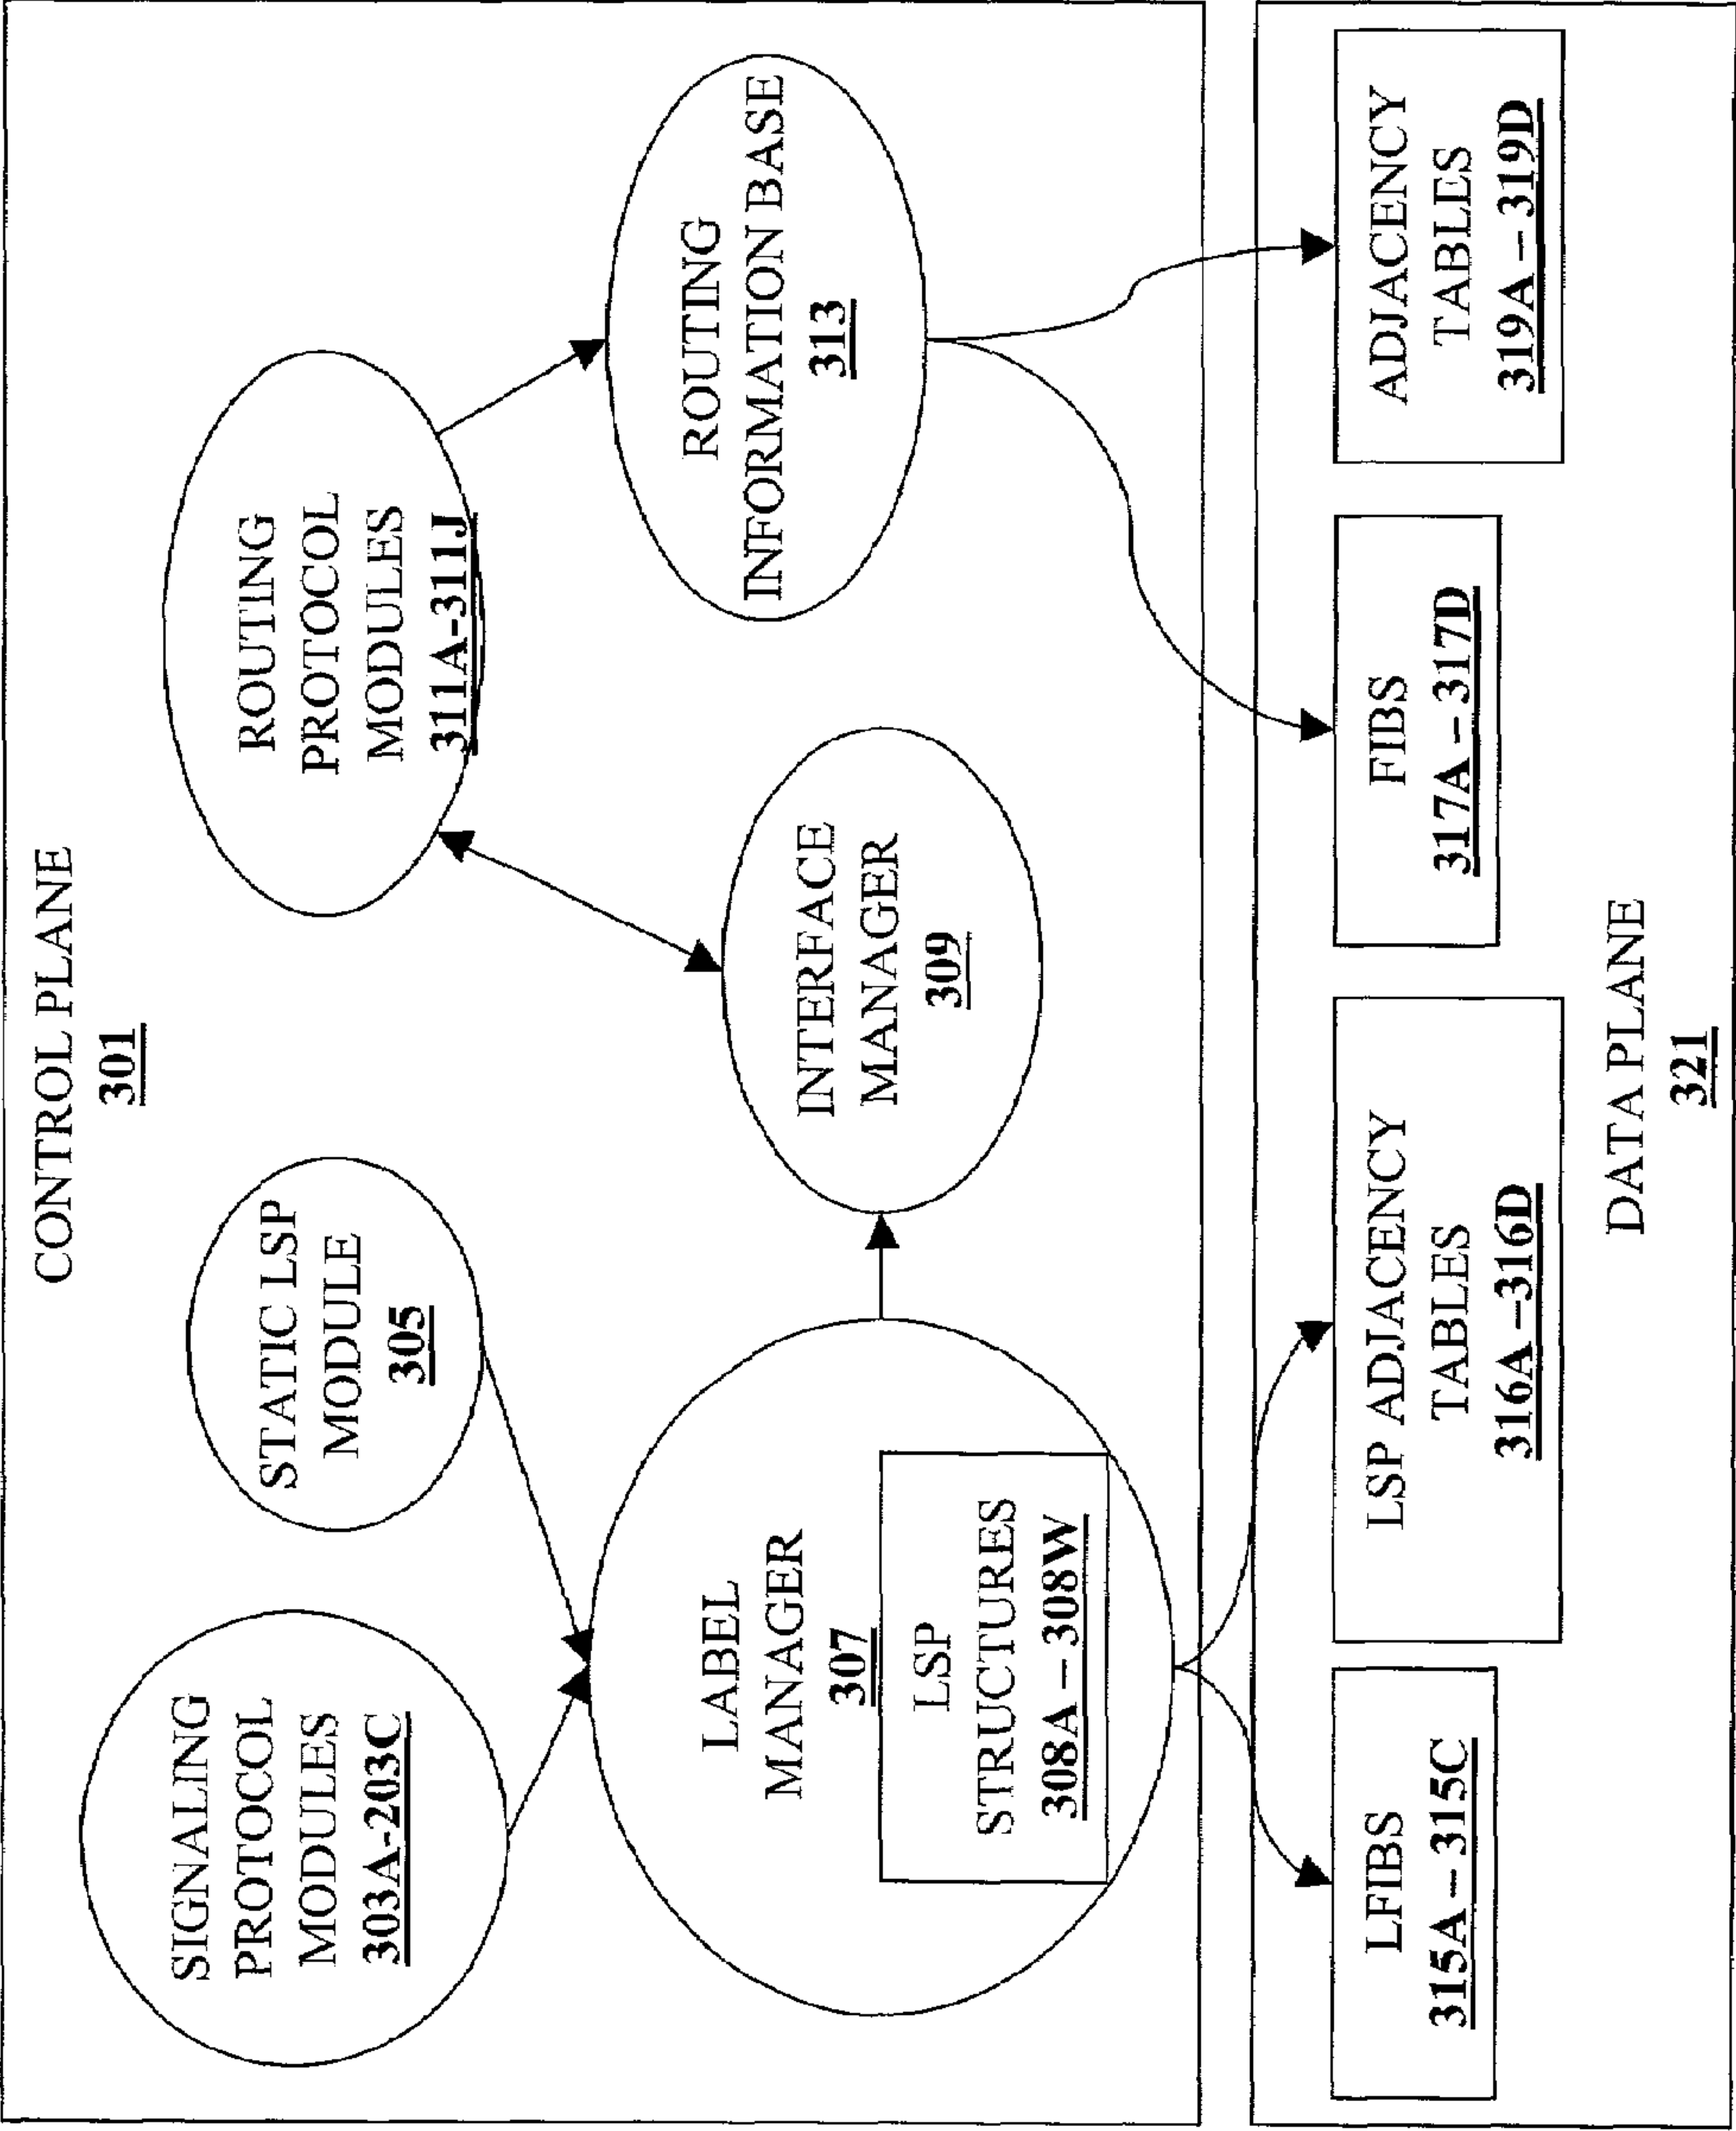 CONTROL PLANE
301
SIGNALING
PROTOCOL
MODULES
303A-203C
STATIC LSP
MODULE
305
ROUTING
PROTOCOL
MODULES
311A-311J
LABEL
MANAGER
307
LSP
STRUCTURES
308A – 308W
INTERFACE
MANAGER
309
ROUTING
INFORMATION BASE
313
LFIBS
315A – 315C
LSP ADJACENCY
TABLES
316A –316D
FIBS
317A – 317D
ADJACENCY
TABLES
319A – 319D
DATA PLANE
321